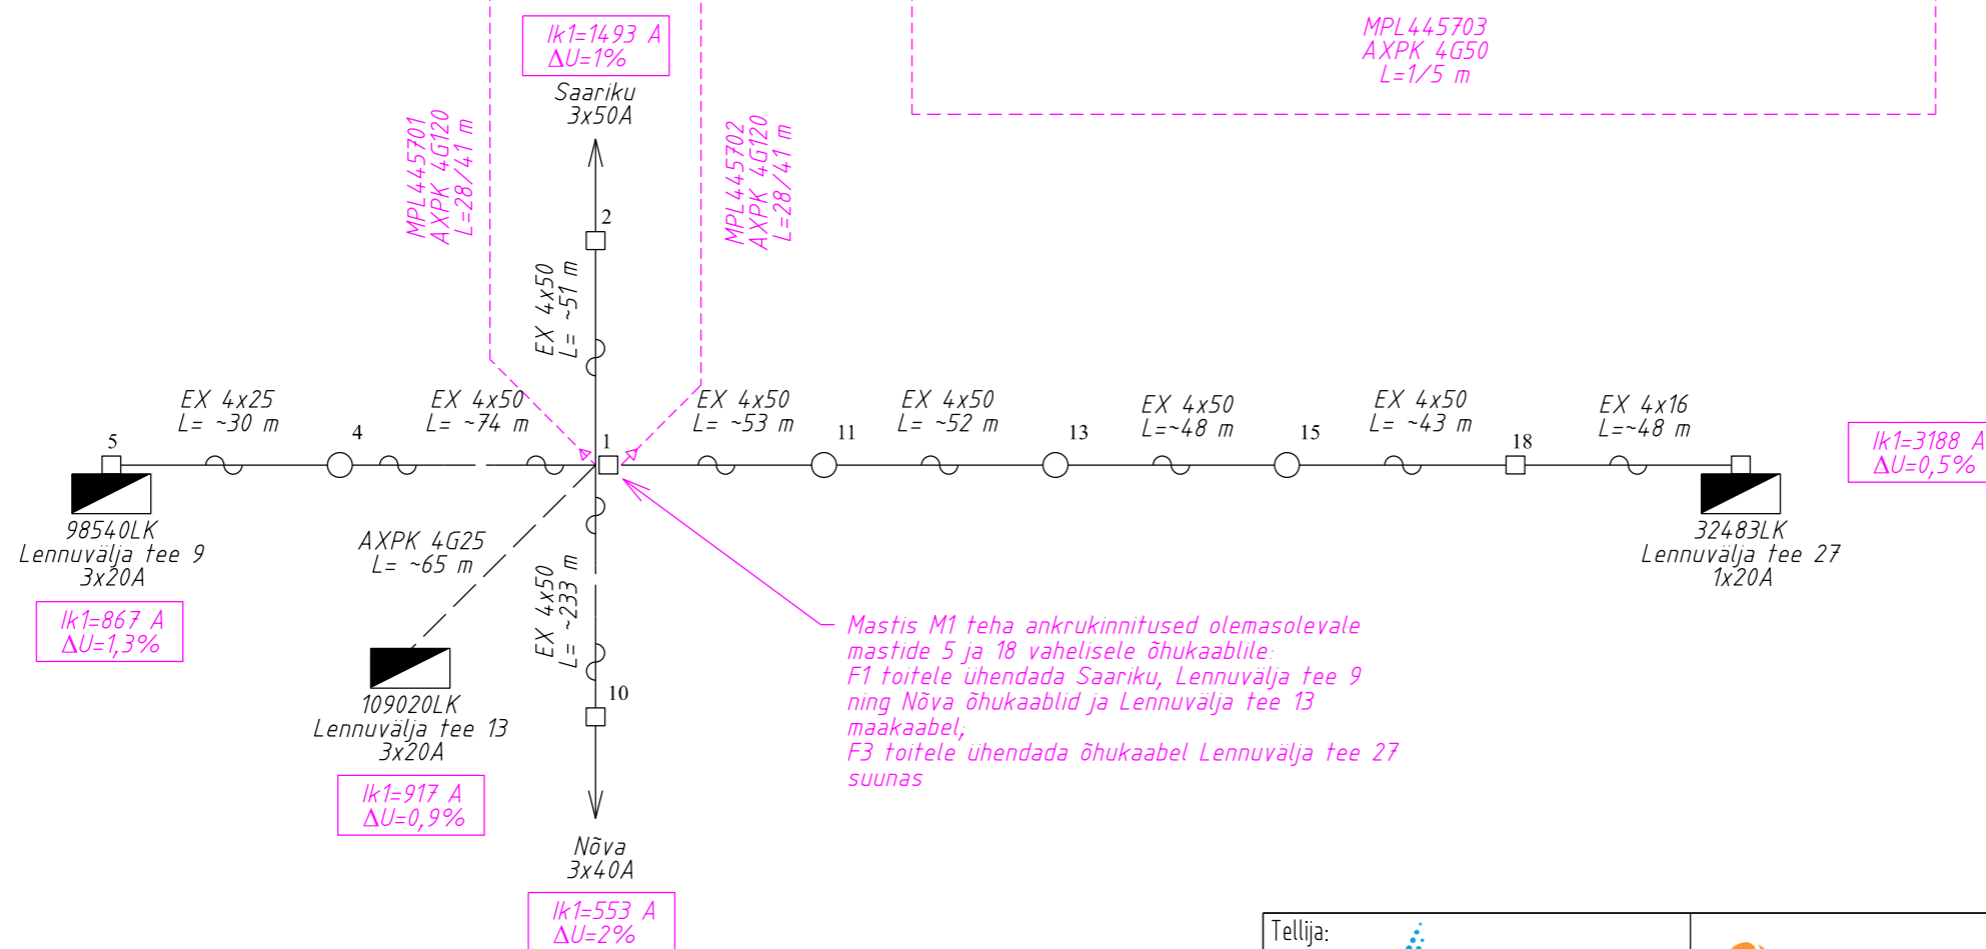 Ik1=1493 A
ΔU=1%
Saariku
3x50A
MPL445703
AXPK 4G50
L=1/5 m
MPL445701
AXPK 4G120
L=28/41 m
MPL445702
AXPK 4G120
L=28/41 m
2
EX 4x50
L= ~51 m
EX 4x25
L= ~30 m
EX 4x50
L= ~74 m
EX 4x50
L= ~53 m
EX 4x50
L= ~52 m
EX 4x50
L=~48 m
EX 4x50
L= ~43 m
EX 4x16
L=~48 m
5
4
1
11
13
15
18
Ik1=3188 A
ΔU=0,5%
98540LK
Lennuvälja tee 9
3x20A
Ik1=867 A
ΔU=1,3%
AXPK 4G25
L= ~65 m
EX 4x50
L= ~233 m
32483LK
Lennuvälja tee 27
1x20A
109020LK
Lennuvälja tee 13
3x20A
Ik1=917 A
ΔU=0,9%
10
Mastis M1 teha ankrukinnitused olemasolevale
mastide 5 ja 18 vahelisele õhukaablile:
F1 toitele ühendada Saariku, Lennuvälja tee 9
ning Nõva õhukaablid ja Lennuvälja tee 13
maakaabel;
F3 toitele ühendada õhukaabel Lennuvälja tee 27
suunas
Nõva
3x40A
Ik1=553 A
ΔU=2%
Tellija: